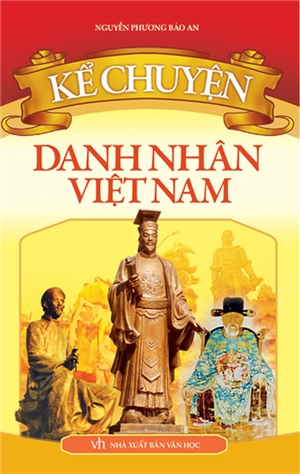 NGUYỄN PHƯƠNG BẢO AN
KỂ CHUYỆN
DANH NHÂN
VIỆT NAM
vh NHÀ XUẤT BẢN VĂN HỌC